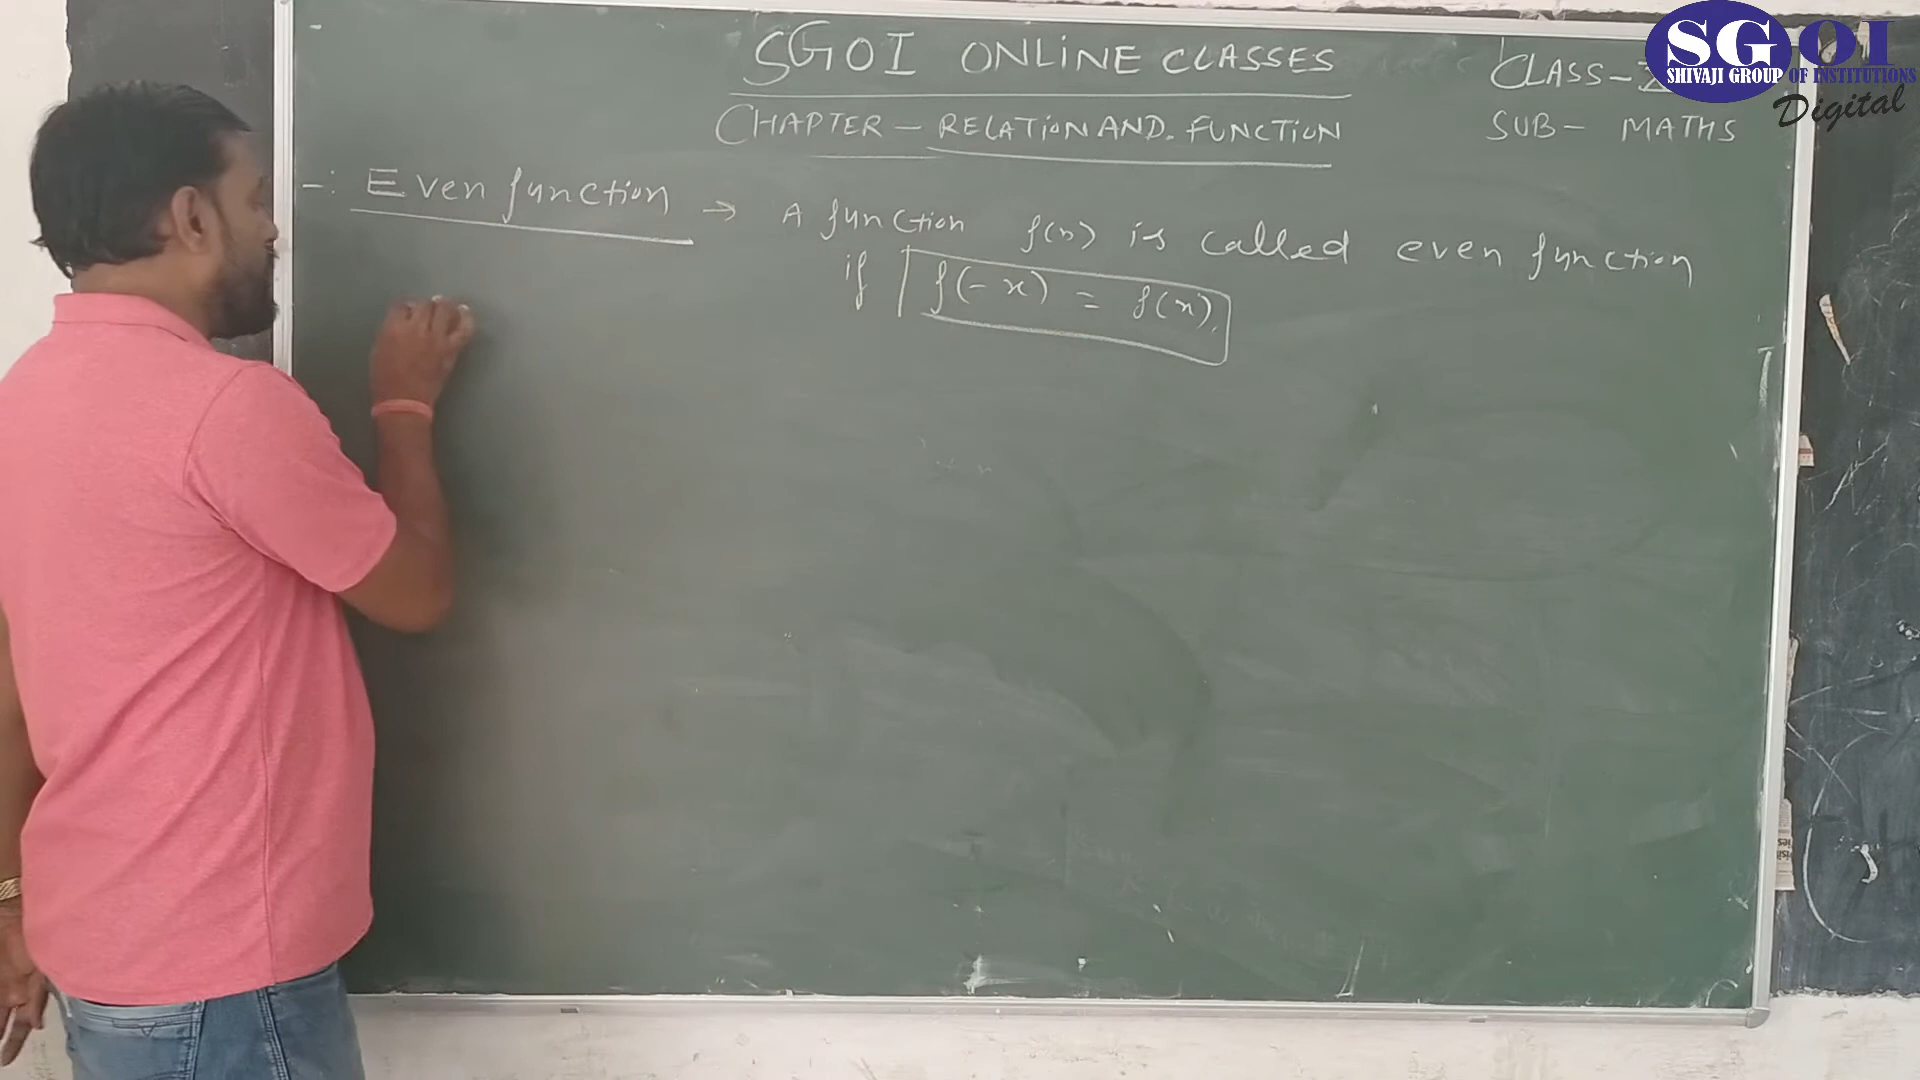 SGOI ONLINE CLASSES
CHAPTER - RELATION AND. FUNCTION
CLASS -
SUB - MATHS
SGOI
SHIVAJI GROUP OF INSTITUTIONS
Digital
-: Even function → A function f(x) is called even function
if f(-x) = f(x).